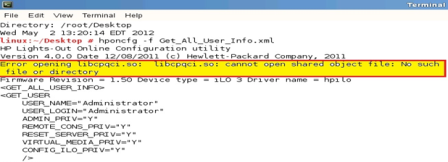 Terminal
File Edit View Terminal Help
Directory: /root/Desktop
Wed May  2 13:20:14 EDT 2012
linux:~/Desktop # hponcfg -f Get_All_User_Info.xml
HP Lights-Out Online Configuration utility
Version 4.0.0 Date 12/08/2011 (c) Hewlett-Packard Company, 2011
Error opening libcpqci.so: libcpqci.so: cannot open shared object file: No such
file or directory
Firmware Revision = 1.50 Device type = iLO 3 Driver name = hpilo
<GET_ALL_USER_INFO>
<GET_USER
USER_NAME="Administrator"
USER_LOGIN="Administrator"
ADMIN_PRIV="Y"
REMOTE_CONS_PRIV="Y"
RESET_SERVER_PRIV="Y"
VIRTUAL_MEDIA_PRIV="Y"
CONFIG_ILO_PRIV="Y"
/>